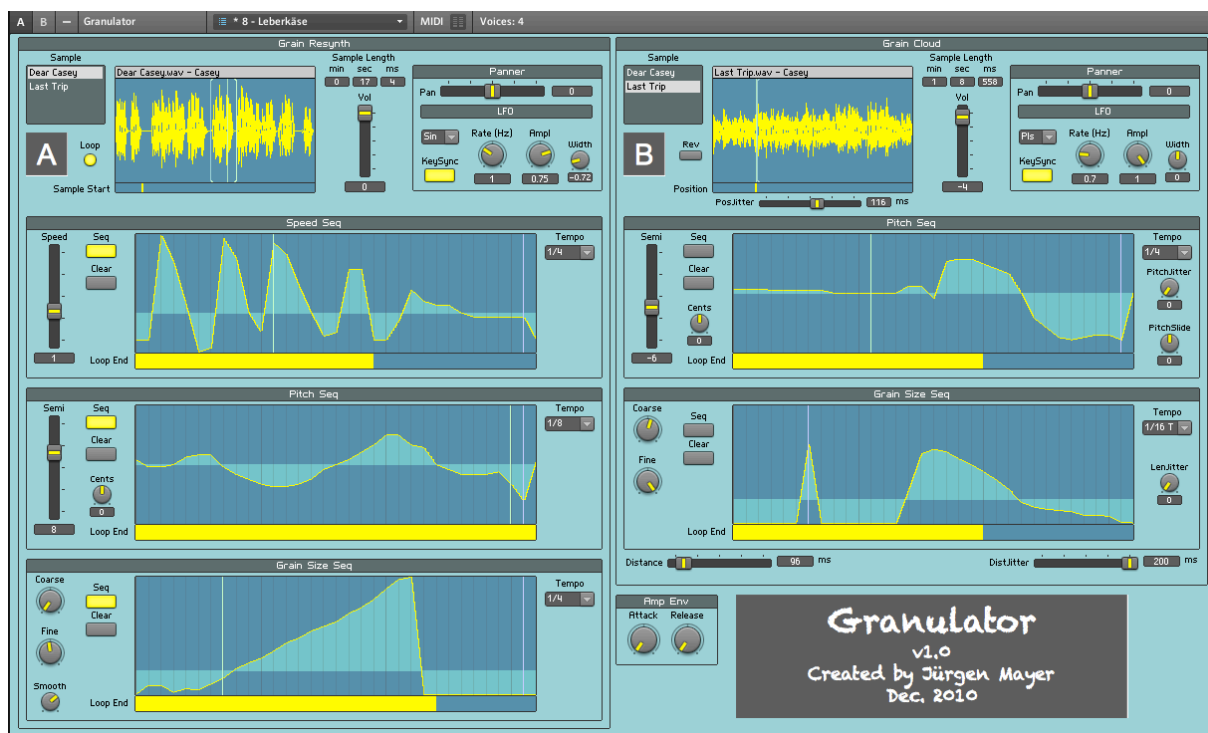 A B – Granulator * 8 - Leberkäse MIDI Voices: 4
Grain Resynth
Sample
Dear Casey
Last Trip
Dear Casey.wav - Casey
Sample Length
min sec ms
0 17 4
Vol
0
A
Loop
Sample Start
Panner
Pan 0
LFO
Sin Rate (Hz) Ampl Width
KeySync
1 0.75 -0.72
Speed Seq
Speed Seq Tempo
1/4
Clear
1 Loop End
Pitch Seq
Semi Seq Tempo
1/8
Clear
Cents
0
8 Loop End
Grain Size Seq
Coarse Seq Tempo
1/4
Clear
Fine
Smooth
Loop End
Grain Cloud
Sample
Dear Casey
Last Trip
Last Trip.wav - Casey
Sample Length
min sec ms
1 8 558
Vol
-4
B
Rev
Position
PosJitter 116 ms
Panner
Pan 0
LFO
Pls Rate (Hz) Ampl Width
KeySync
0.7 1 0
Pitch Seq
Semi Seq Tempo
1/4
Clear
PitchJitter
0
Cents
0
PitchSlide
0
-6 Loop End
Grain Size Seq
Coarse Seq Tempo
1/16 T
Clear
Fine
LenJitter
0
Loop End
Distance 96 ms DistJitter 200 ms
Amp Env
Attack Release
Granulator
v1.0
Created by Jürgen Mayer
Dec. 2010